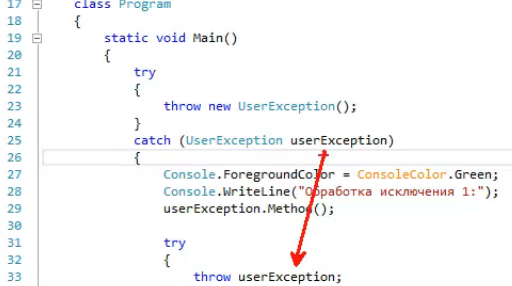 17 class Program
18 {
19 static void Main()
20 {
21 try
22 {
23 throw new UserException();
24 }
25 catch (UserException userException)
26 {
27 Console.ForegroundColor = ConsoleColor.Green;
28 Console.WriteLine("Обработка исключения 1:");
29 userException.Method();
30
31 try
32 {
33 throw userException;